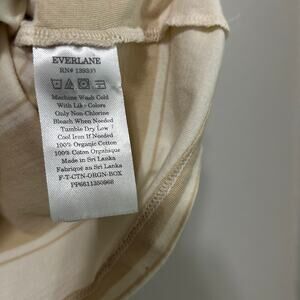 EVERLANE
RN# 139333
Machine Wash Cold
With Like Colors
Only Non-Chlorine
Bleach When Needed
Tumble Dry Low
Cool Iron If Needed
100% Organic Cotton
100% Coton Organique
Made in Sri Lanka
Fabriqué au Sri Lanka
F-T-CTN-ORGN-BOX